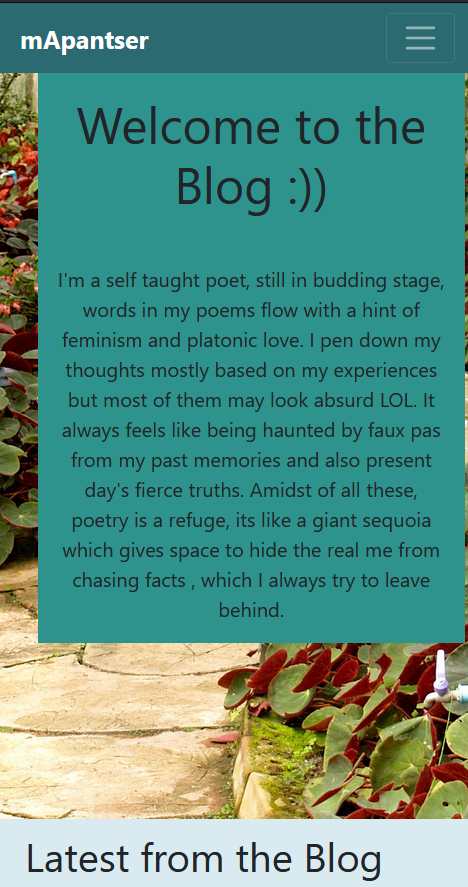 mApantser
Welcome to the
Blog :))
I'm a self taught poet, still in budding stage,
words in my poems flow with a hint of
feminism and platonic love. I pen down my
thoughts mostly based on my experiences
but most of them may look absurd LOL. It
always feels like being haunted by faux pas
from my past memories and also present
day's fierce truths. Amidst of all these,
poetry is a refuge, its like a giant sequoia
which gives space to hide the real me from
chasing facts , which I always try to leave
behind.
Latest from the Blog